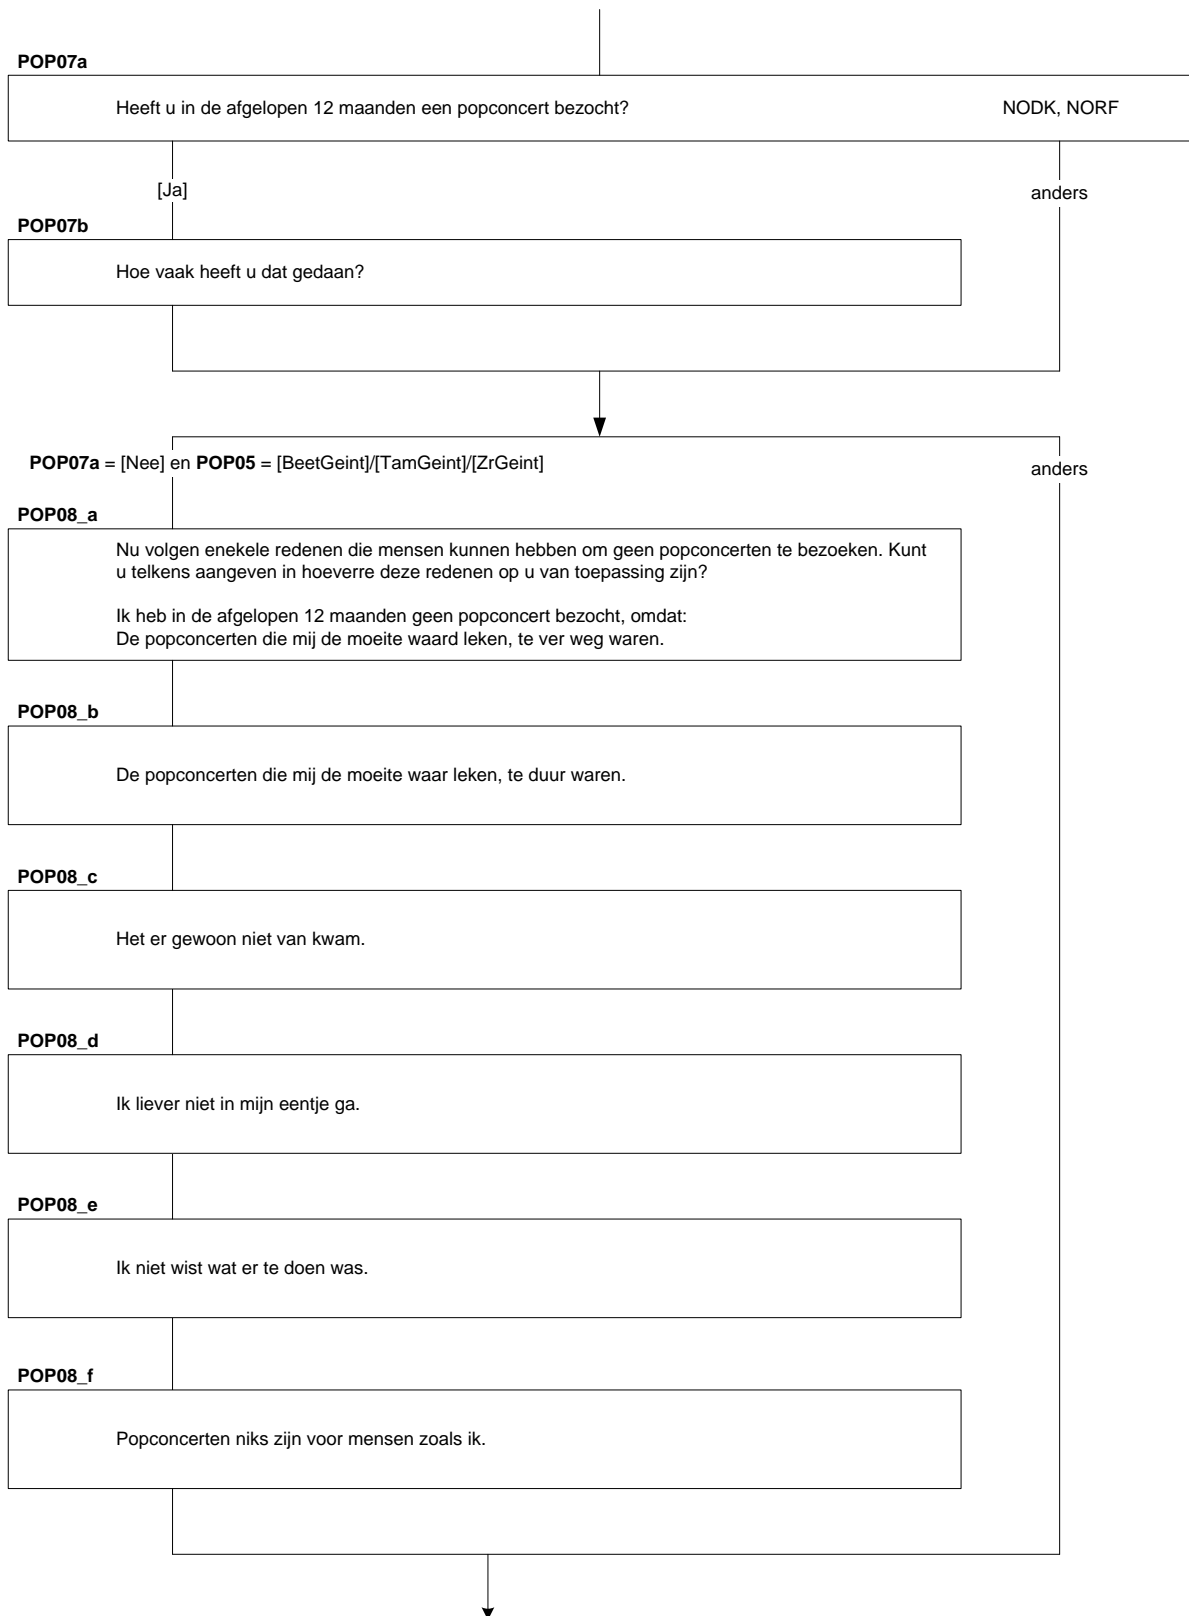 POP07a
Heeft u in de afgelopen 12 maanden een popconcert bezocht? NODK, NORF
[Ja] anders
POP07b
Hoe vaak heeft u dat gedaan?
POP07a = [Nee] en POP05 = [BeetGeint]/[TamGeint]/[ZrGeint] anders
POP08_a
Nu volgen enekele redenen die mensen kunnen hebben om geen popconcerten te bezoeken. Kunt
u telkens aangeven in hoeverre deze redenen op u van toepassing zijn?
Ik heb in de afgelopen 12 maanden geen popconcert bezocht, omdat:
De popconcerten die mij de moeite waard leken, te ver weg waren.
POP08_b
De popconcerten die mij de moeite waar leken, te duur waren.
POP08_c
Het er gewoon niet van kwam.
POP08_d
Ik liever niet in mijn eentje ga.
POP08_e
Ik niet wist wat er te doen was.
POP08_f
Popconcerten niks zijn voor mensen zoals ik.